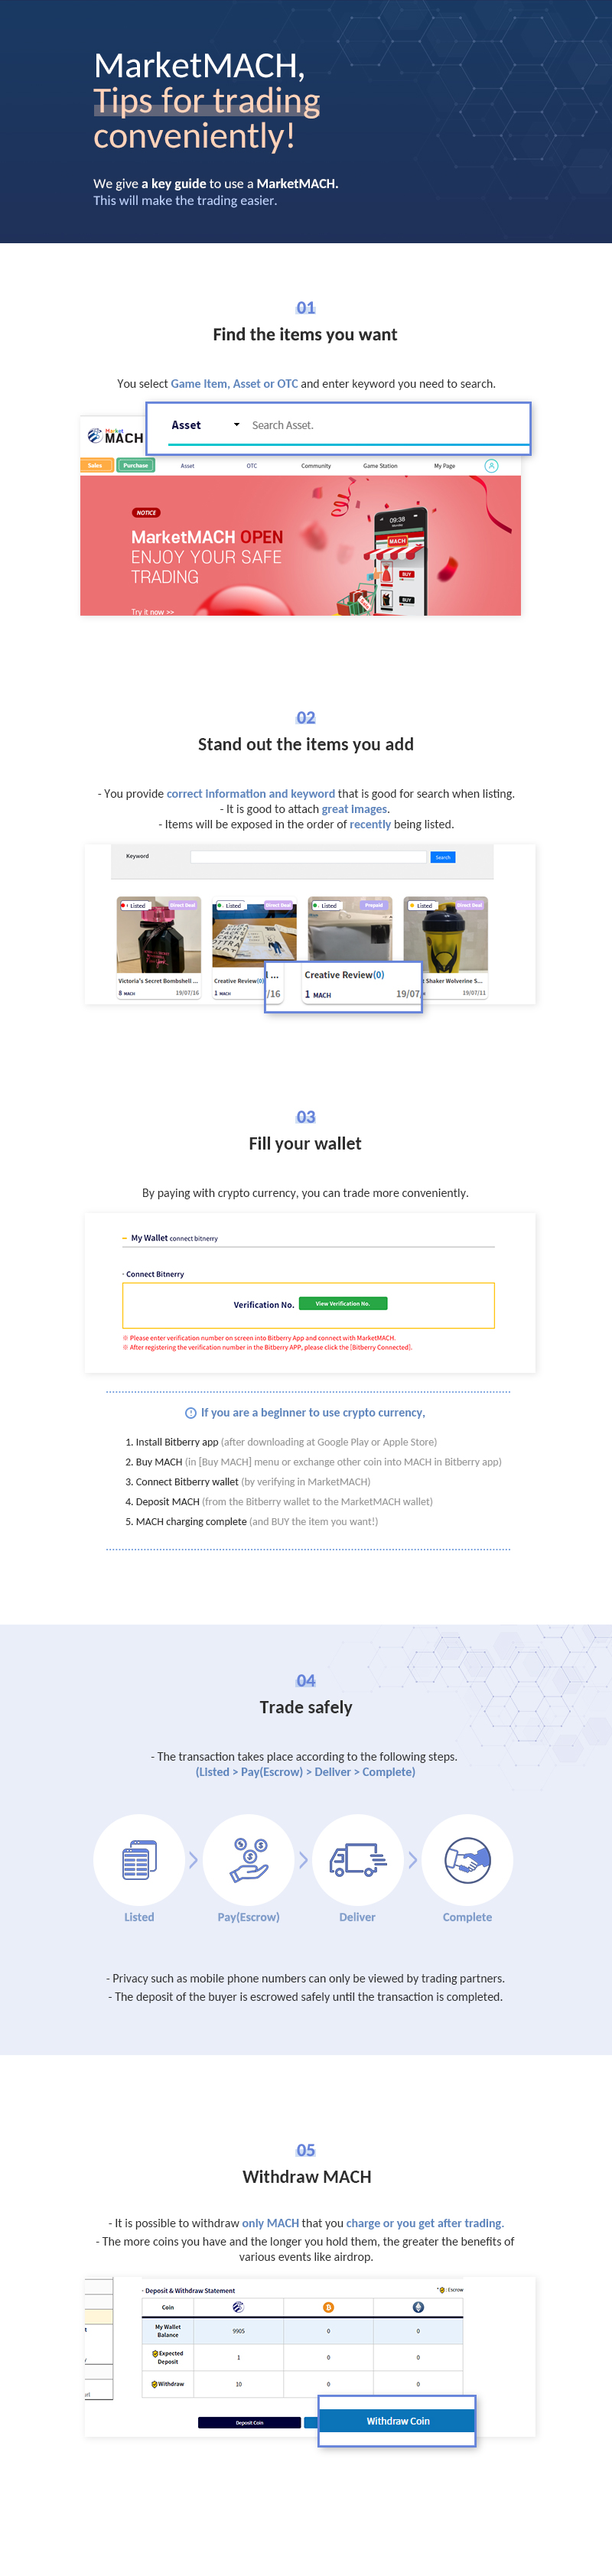 MarketMACH,
Tips for trading
conveniently!
We give a key guide to use a MarketMACH.
This will make the trading easier.
01
Find the items you want
You select Game Item, Asset or OTC and enter keyword you need to search.
Market
MACH
Asset
Search Asset.
Sales
Purchase
Asset
OTC
Community
Game Station
My Page
NOTICE
MarketMACH OPEN
ENJOY YOUR SAFE
TRADING
Try it now >>
09:38
MACH
BUY
BUY
02
Stand out the items you add
- You provide correct information and keyword that is good for search when listing.
- It is good to attach great images.
- Items will be exposed in the order of recently being listed.
Keyword
Search
Listed
Direct Deal
Listed
Direct Deal
Listed
Prepaid
Listed
Direct Deal
Victoria's Secret Bombshell ...
8 MACH
19/07/16
Creative Review(0)
1 MACH
...
/16
Creative Review(0)
1 MACH
19/07
Shaker Wolverine S...
19/07/11
03
Fill your wallet
By paying with crypto currency, you can trade more conveniently.
My Wallet connect bitnerry
· Connect Bitnerry
Verification No.
View Verification No.
※ Please enter verification number on screen into Bitberry App and connect with MarketMACH.
※ After registering the verification number in the Bitberry APP, please click the [Bitberry Connected].
If you are a beginner to use crypto currency,
1. Install Bitberry app (after downloading at Google Play or Apple Store)
2. Buy MACH (in [Buy MACH] menu or exchange other coin into MACH in Bitberry app)
3. Connect Bitberry wallet (by verifying in MarketMACH)
4. Deposit MACH (from the Bitberry wallet to the MarketMACH wallet)
5. MACH charging complete (and BUY the item you want!)
04
Trade safely
- The transaction takes place according to the following steps.
(Listed > Pay(Escrow) > Deliver > Complete)
Listed
Pay(Escrow)
Deliver
Complete
- Privacy such as mobile phone numbers can only be viewed by trading partners.
- The deposit of the buyer is escrowed safely until the transaction is completed.
05
Withdraw MACH
- It is possible to withdraw only MACH that you charge or you get after trading.
- The more coins you have and the longer you hold them, the greater the benefits of
various events like airdrop.
· Deposit & Withdraw Statement
* : Escrow
Coin
My Wallet
Balance
9905
0
0
Expected
Deposit
1
0
0
Withdraw
10
0
0
Deposit Coin
Withdraw Coin